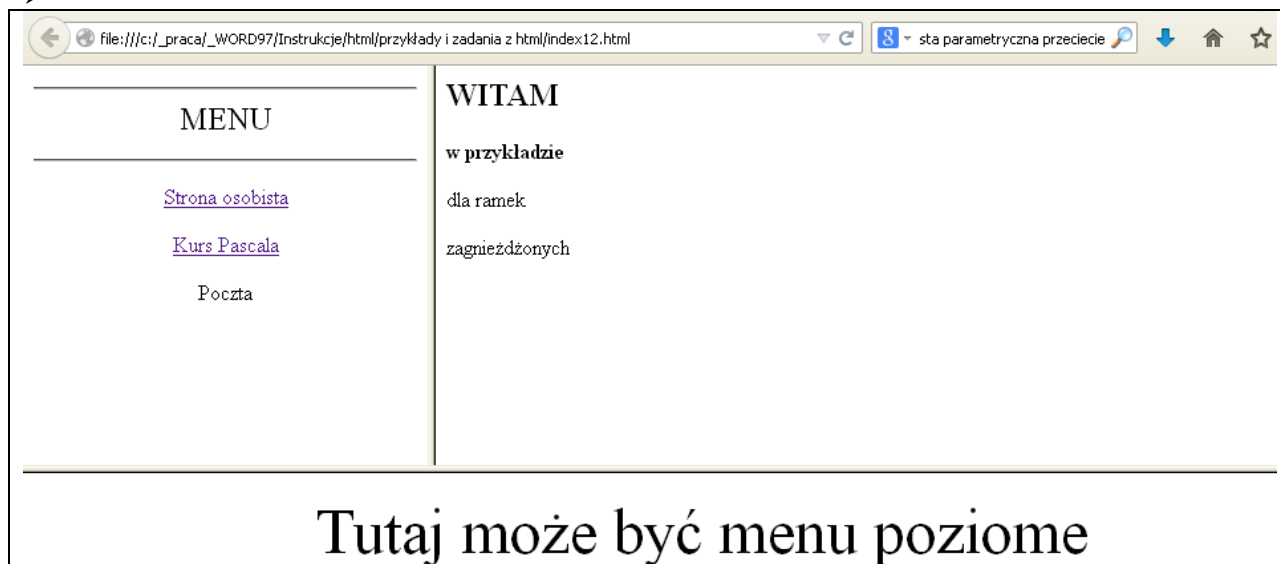 file:///c:/_praca/_WORD97/Instrukcje/html/przykłady i zadania z html/index12.html
sta parametryczna przeciecie
MENU
Strona osobista
Kurs Pascala
Poczta
WITAM
w przykładzie
dla ramek
zagnieżdżonych
Tutaj może być menu poziome